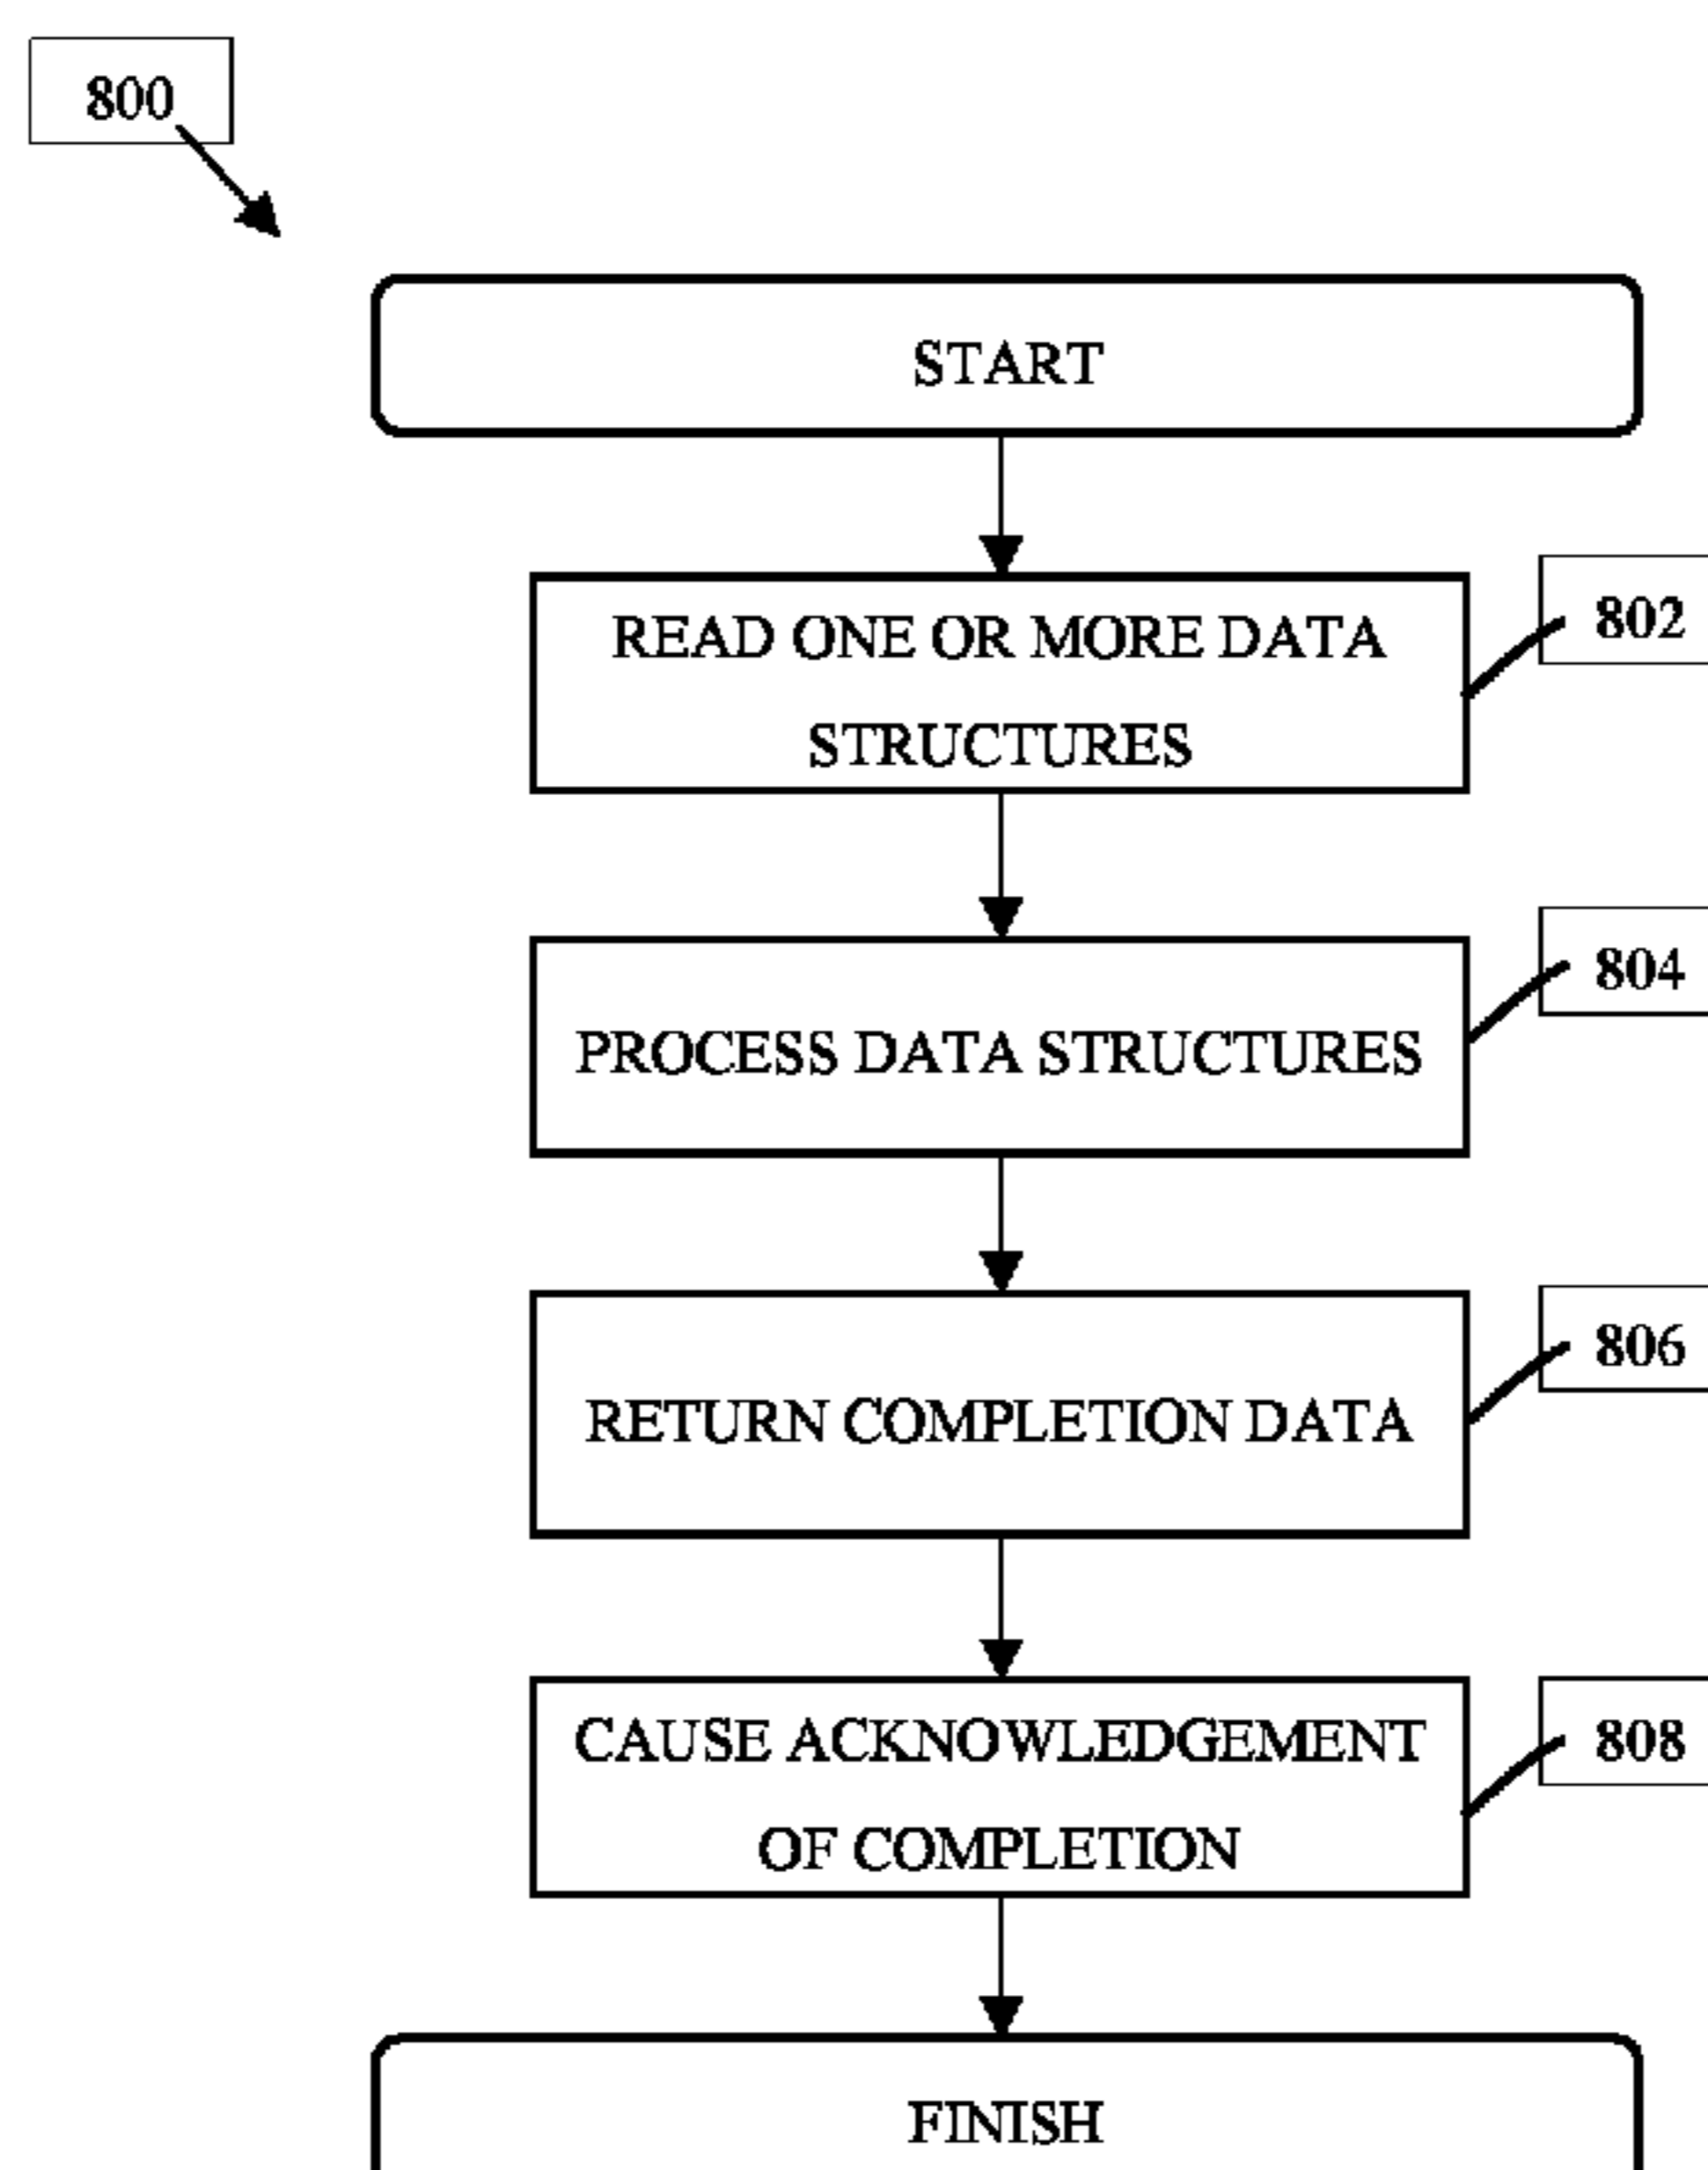 800
START
READ ONE OR MORE DATA
STRUCTURES
802
PROCESS DATA STRUCTURES
804
RETURN COMPLETION DATA
806
CAUSE ACKNOWLEDGEMENT
OF COMPLETION
808
FINISH